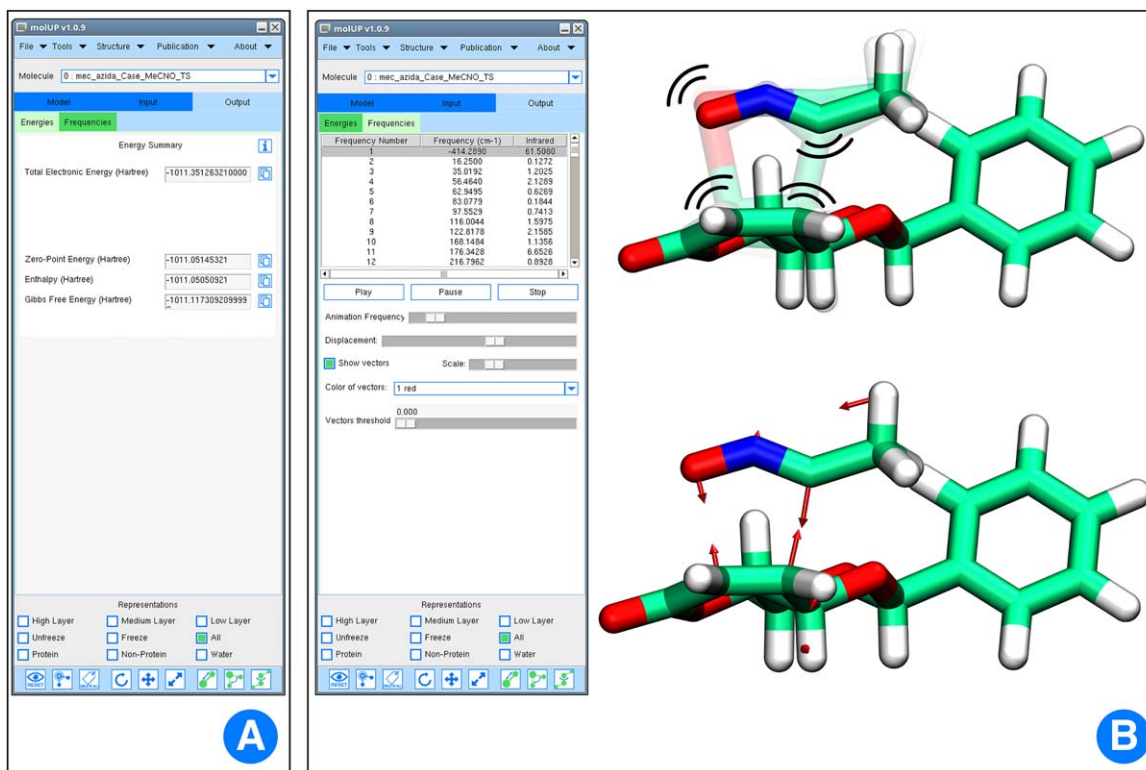 molUP v1.0.9
File Tools Structure Publication About
Molecule 0 : mec_azida_Case_MeCNO_TS
Model Input Output
Energies Frequencies
Energy Summary
Total Electronic Energy (Hartree) -1011.351263210000
Zero-Point Energy (Hartree) -1011.05145321
Enthalpy (Hartree) -1011.05050921
Gibbs Free Energy (Hartree) -1011.117309209999
Representations
High Layer Medium Layer Low Layer
Unfreeze Freeze All
Protein Non-Protein Water
RESET
A
molUP v1.0.9
File Tools Structure Publication About
Molecule 0 : mec_azida_Case_MeCNO_TS
Model Input Output
Energies Frequencies
Frequency Number Frequency (cm-1) Infrared
1 -414.2890 61.5080
2 16.2500 0.1272
3 35.0192 1.2025
4 56.4640 2.1289
5 62.9495 0.6269
6 83.0779 0.1844
7 97.5529 0.7413
8 116.0044 1.5975
9 122.8178 2.1585
10 168.1484 1.1356
11 176.3428 6.6526
12 216.7962 0.8928
Play Pause Stop
Animation Frequency
Displacement:
Show vectors Scale:
Color of vectors: 1 red
0.000
Vectors threshold
Representations
High Layer Medium Layer Low Layer
Unfreeze Freeze All
Protein Non-Protein Water
RESET
B